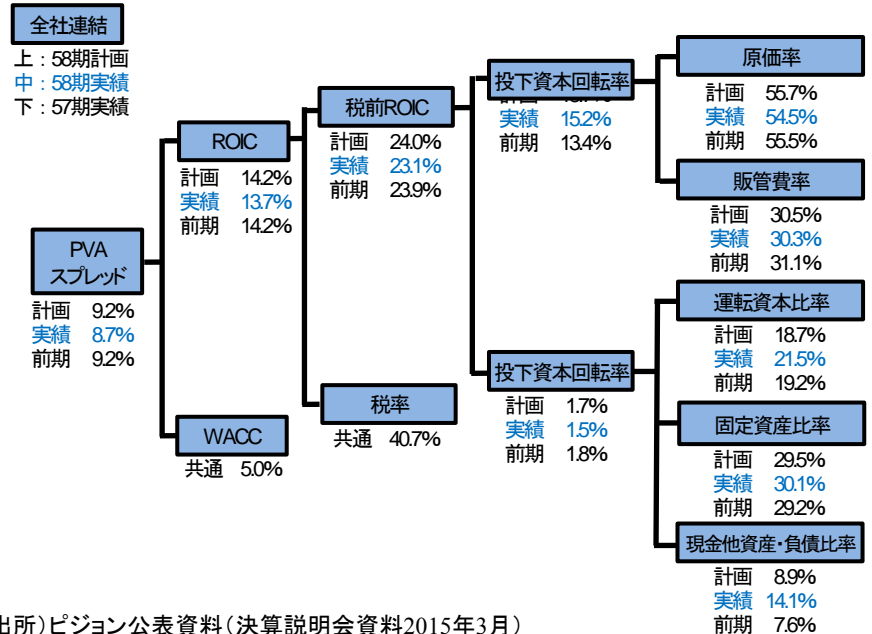 全社連結
上：58期計画
中：58期実績
下：57期実績
PVA
スプレッド
計画 9.2%
実績 8.7%
前期 9.2%
ROIC
計画 14.2%
実績 13.7%
前期 14.2%
WACC
共通 5.0%
税前ROIC
計画 24.0%
実績 23.1%
前期 23.9%
税率
共通 40.7%
投下資本回転率
実績 15.2%
前期 13.4%
投下資本回転率
計画 1.7%
実績 1.5%
前期 1.8%
原価率
計画 55.7%
実績 54.5%
前期 55.5%
販管費率
計画 30.5%
実績 30.3%
前期 31.1%
運転資本比率
計画 18.7%
実績 21.5%
前期 19.2%
固定資産比率
計画 29.5%
実績 30.1%
前期 29.2%
現金他資産・負債比率
計画 8.9%
実績 14.1%
前期 7.6%
出所）ピジョン公表資料（決算説明会資料2015年3月）